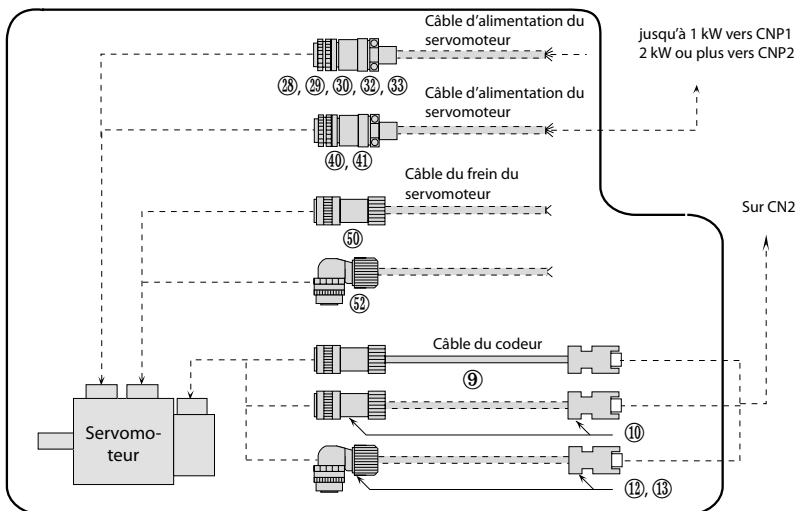 Câble d'alimentation du
servomoteur
jusqu'à 1 kW vers CNP1
2 kW ou plus vers CNP2
㉘, ㉙, ㉚, ㉜, ㉝
Câble d'alimentation du
servomoteur
㊵, ㊶
Câble du frein du
servomoteur
Sur CN2
㊿
52
Câble du codeur
⑨
⑩
Servomo-
teur
⑫, ⑬